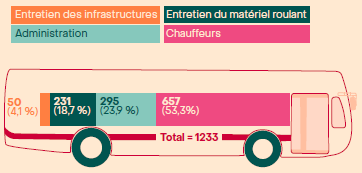 Entretien des infrastructures
Entretien du matériel roulant
Administration
Chauffeurs
50
(4,1 %)
231
(18,7 %)
295
(23,9 %)
657
(53,3%)
Total = 1233